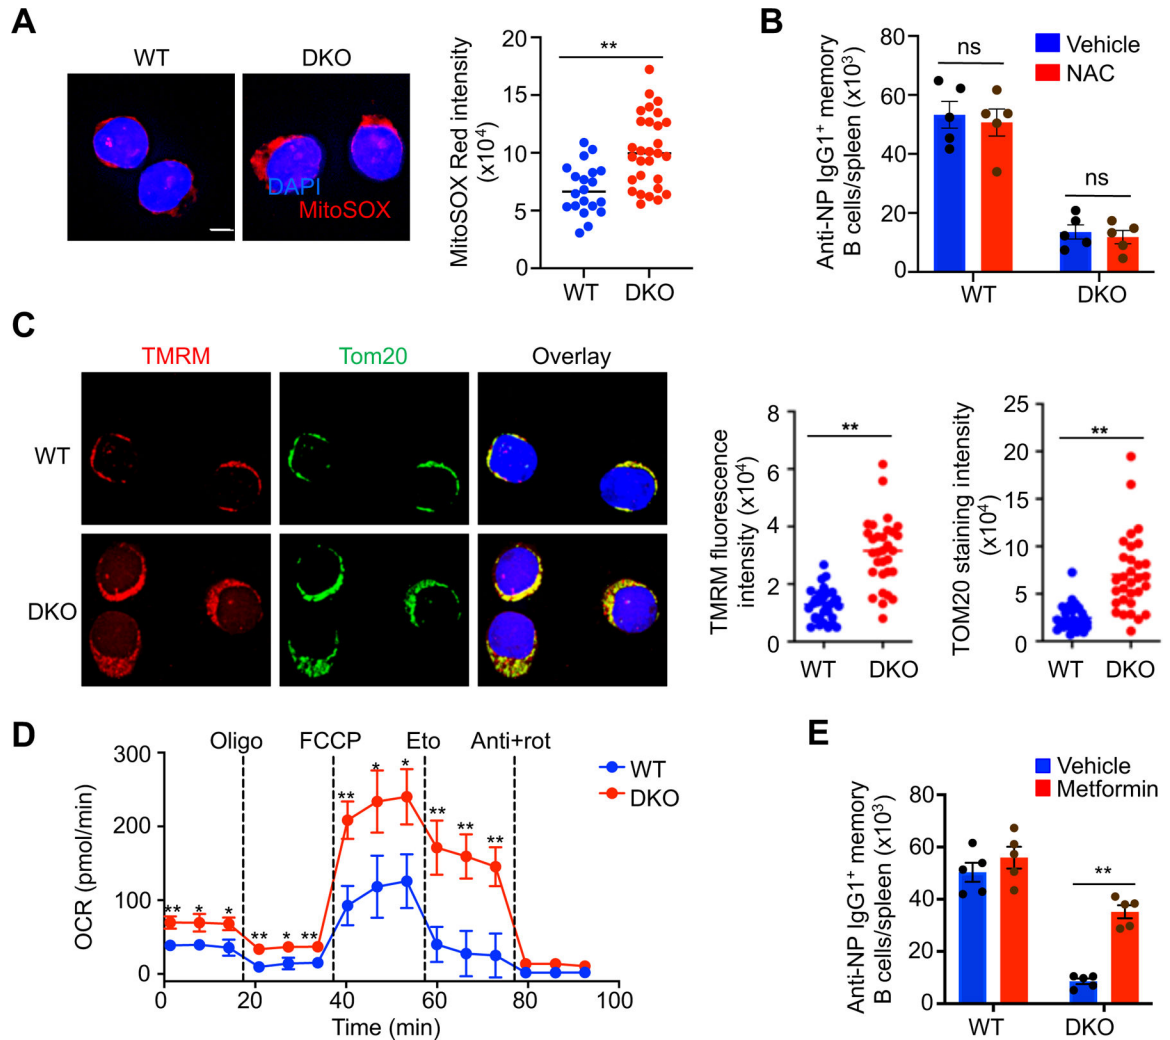 A
WT
DKO
DAPI
MitoSOX
MitoSOX Red intensity
(x10⁴)
20
15
10
5
0
**
WT
DKO
B
Anti-NP IgG1⁺ memory
B cells/spleen (x10³)
80
60
40
20
0
ns
ns
Vehicle
NAC
WT
DKO
C
TMRM
Tom20
Overlay
WT
DKO
TMRM fluorescence
intensity (x10⁴)
8
6
4
2
0
**
WT
DKO
TOM20 staining intensity
(x10⁴)
25
20
15
10
5
0
**
WT
DKO
D
OCR (pmol/min)
300
200
100
0
Oligo
FCCP
Eto
Anti+rot
WT
DKO
** * * ** * ** ** * * ** ** **
0 20 40 60 80 100
Time (min)
E
Anti-NP IgG1⁺ memory
B cells/spleen (x10³)
80
60
40
20
0
Vehicle
Metformin
**
WT
DKO